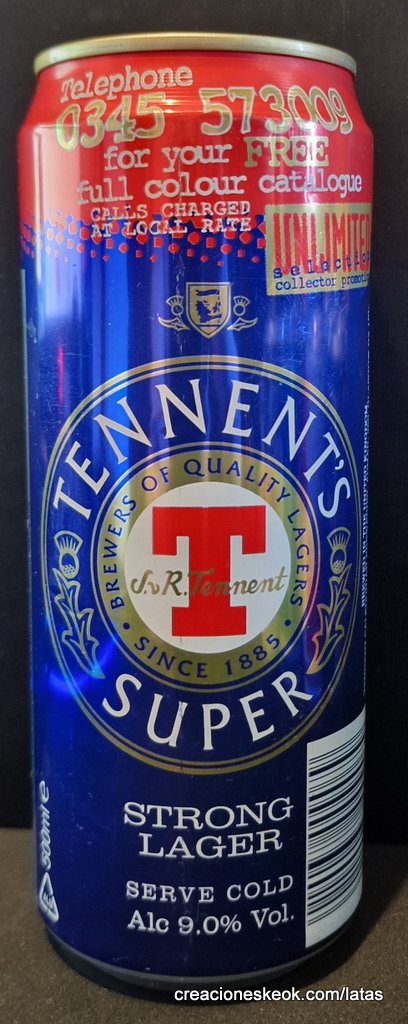 Telephone
0345 573009
for your FREE
full colour catalogue
CALLS CHARGED
AT LOCAL RATE
UNLIMITED
selection
collector promotion
TENNENT'S
BREWERS OF QUALITY LAGERS
T
J.&R. Tennent
• SINCE 1885 •
SUPER
STRONG
LAGER
SERVE COLD
Alc 9.0% Vol.
500ml e
creacioneskeok.com/latas